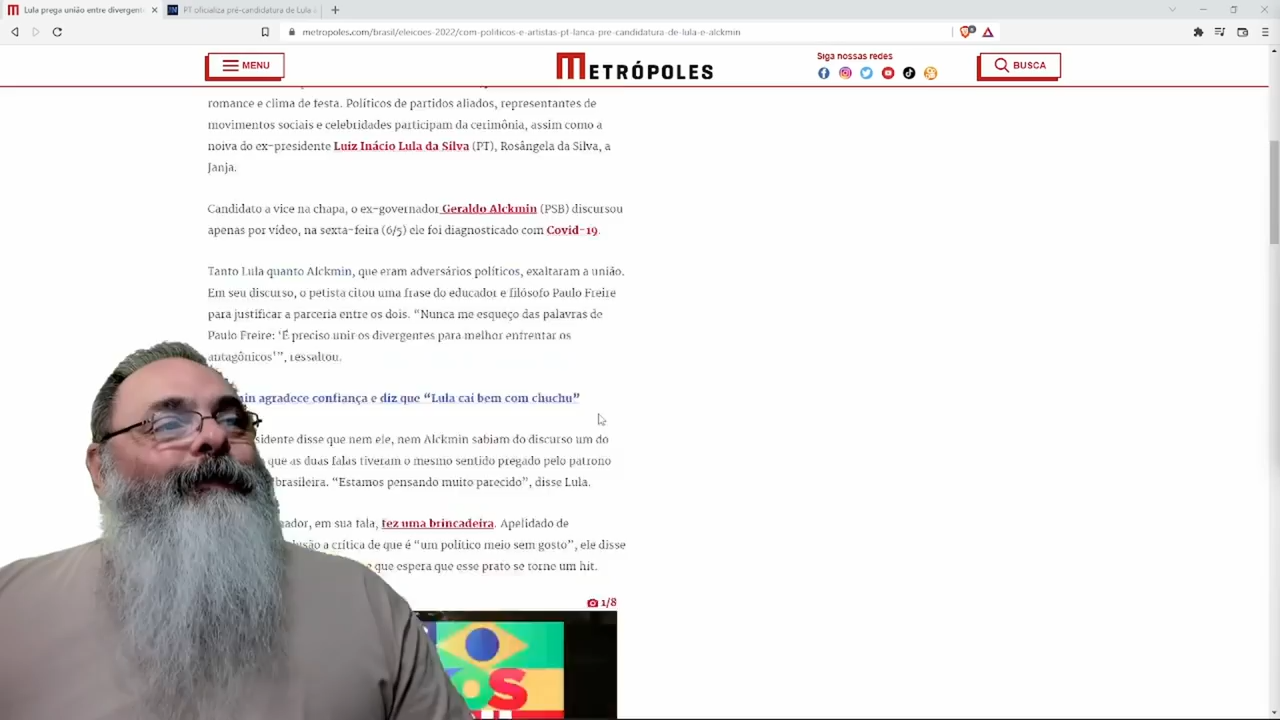 Lula prega união entre divergent
PT oficializa pré-candidatura de Lula
metropoles.com/brasil/eleicoes-2022/com-politicos-e-artistas-pt-lanca-pre-candidatura-de-lula-e-alckmin
MENU
METRÓPOLES
Siga nossas redes
BUSCA
romance e clima de festa. Políticos de partidos aliados, representantes de
movimentos sociais e celebridades participam da cerimônia, assim como a
noiva do ex-presidente Luiz Inácio Lula da Silva (PT), Rosângela da Silva, a
Janja.
Candidato a vice na chapa, o ex-governador Geraldo Alckmin (PSB) discursou
apenas por vídeo, na sexta-feira (6/5) ele foi diagnosticado com Covid-19.
Tanto Lula quanto Alckmin, que eram adversários políticos, exaltaram a união.
Em seu discurso, o petista citou uma frase do educador e filósofo Paulo Freire
para justificar a parceria entre os dois. “Nunca me esqueço das palavras de
Paulo Freire: ‘É preciso unir os divergentes para melhor enfrentar os
antagônicos’”, ressaltou.
in agradece confiança e diz que “Lula cai bem com chuchu”
sidente disse que nem ele, nem Alckmin sabiam do discurso um do
que as duas falas tiveram o mesmo sentido pregado pelo patrono
brasileira. “Estamos pensando muito parecido”, disse Lula.
nador, em sua fala, fez uma brincadeira. Apelidado de
usão a crítica de que é “um político meio sem gosto”, ele disse
e que espera que esse prato se torne um hit.
1/8
OS